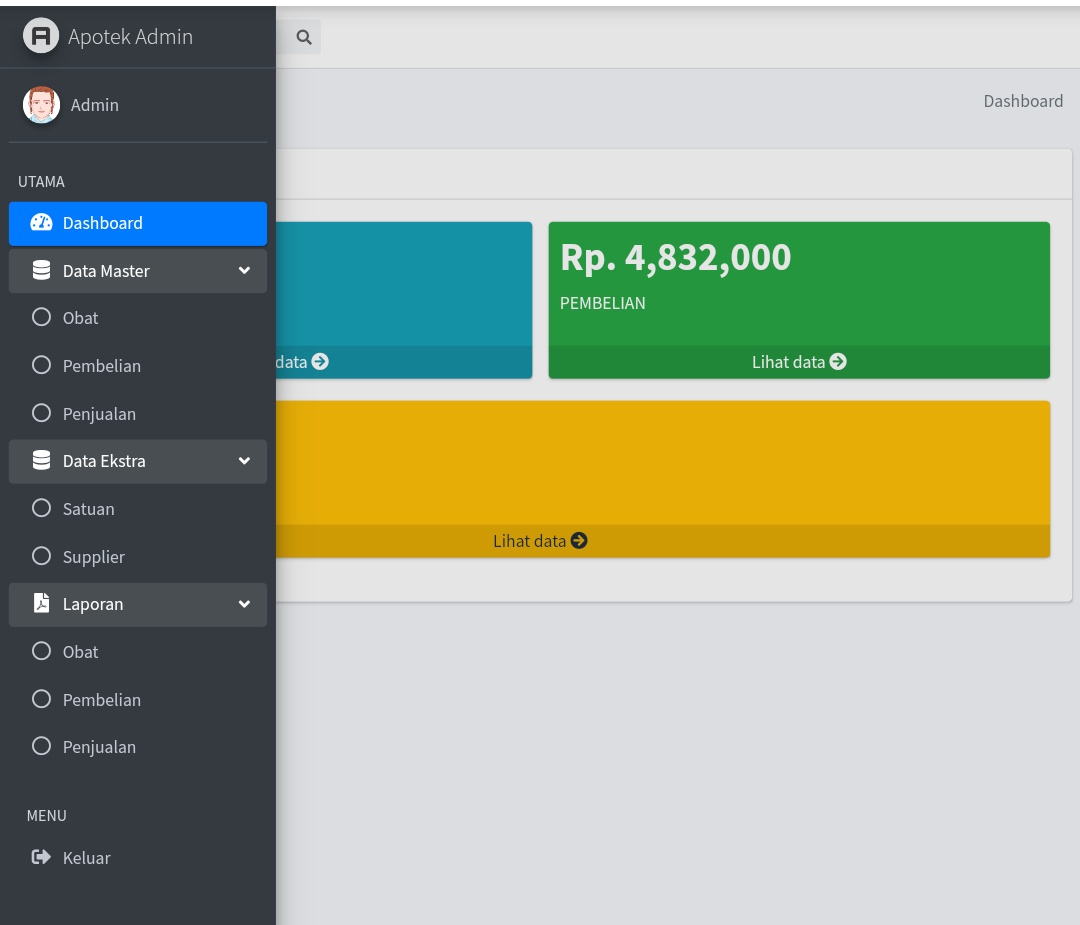 Apotek Admin
Admin
UTAMA
Dashboard
Data Master
Obat
Pembelian
Penjualan
Data Ekstra
Satuan
Supplier
Laporan
Obat
Pembelian
Penjualan
MENU
Keluar
Dashboard
data
Rp. 4,832,000
PEMBELIAN
Lihat data
Lihat data